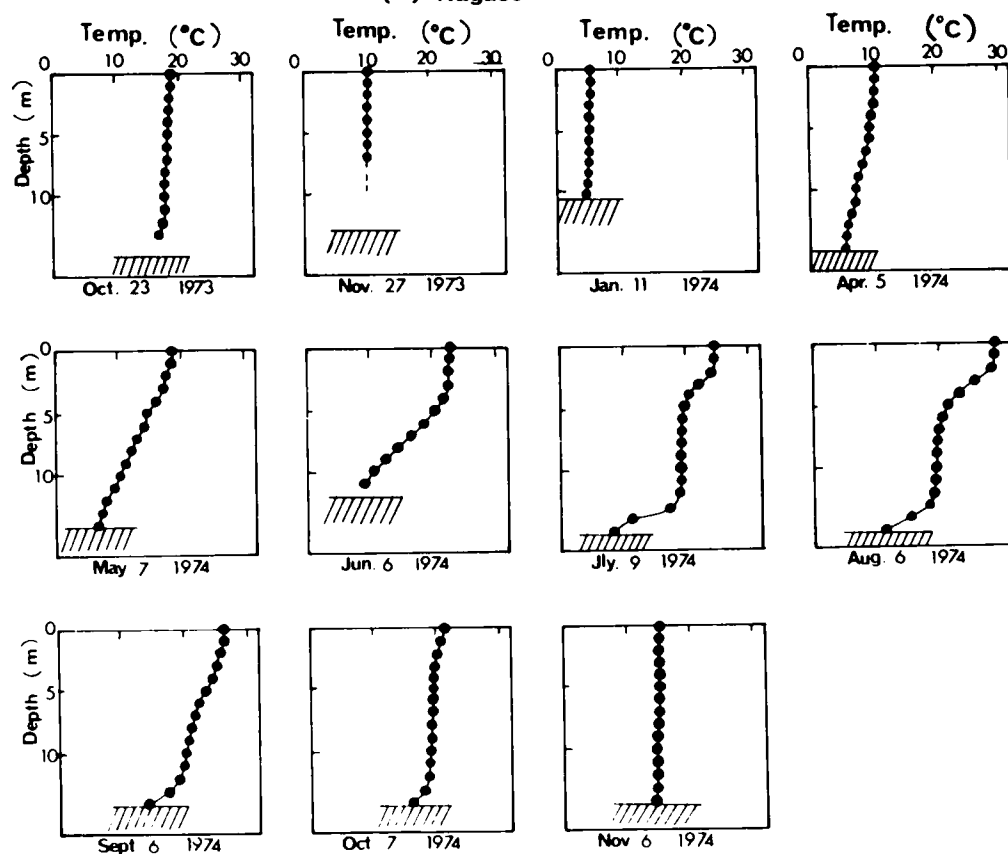 Temp. (°C) Temp. (°C) Temp. (°C) Temp. (°C)
0 10 20 30 0 10 20 30 0 10 20 30 0 10 20 30
Depth (m)
5
10
Oct. 23 1973 Nov. 27 1973 Jan. 11 1974 Apr. 5 1974
Depth (m)
0
5
10
May 7 1974 Jun. 6 1974 Jly. 9 1974 Aug. 6 1974
Depth (m)
0
5
10
Sept 6 1974 Oct 7 1974 Nov 6 1974